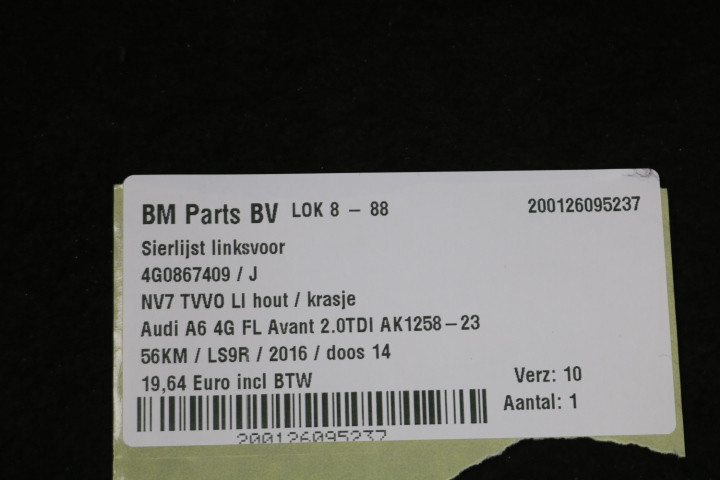 BM Parts BV LOK 8 – 88 200126095237
Sierlijst linksvoor
4G0867409 / J
NV7 TVVO LI hout / krasje
Audi A6 4G FL Avant 2.0TDI AK1258–23
56KM / LS9R / 2016 / doos 14
19,64 Euro incl BTW Verz: 10
Aantal: 1
200126095237